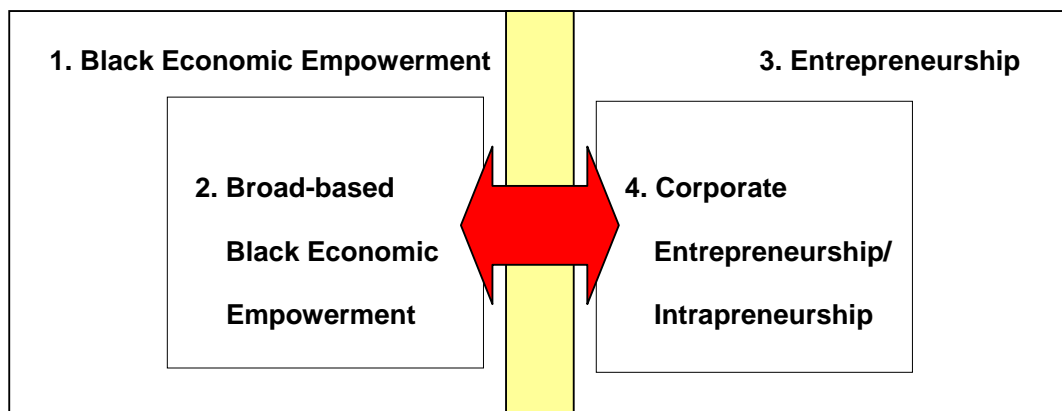 1. Black Economic Empowerment
2. Broad-based
Black Economic
Empowerment
3. Entrepreneurship
4. Corporate
Entrepreneurship/
Intrapreneurship